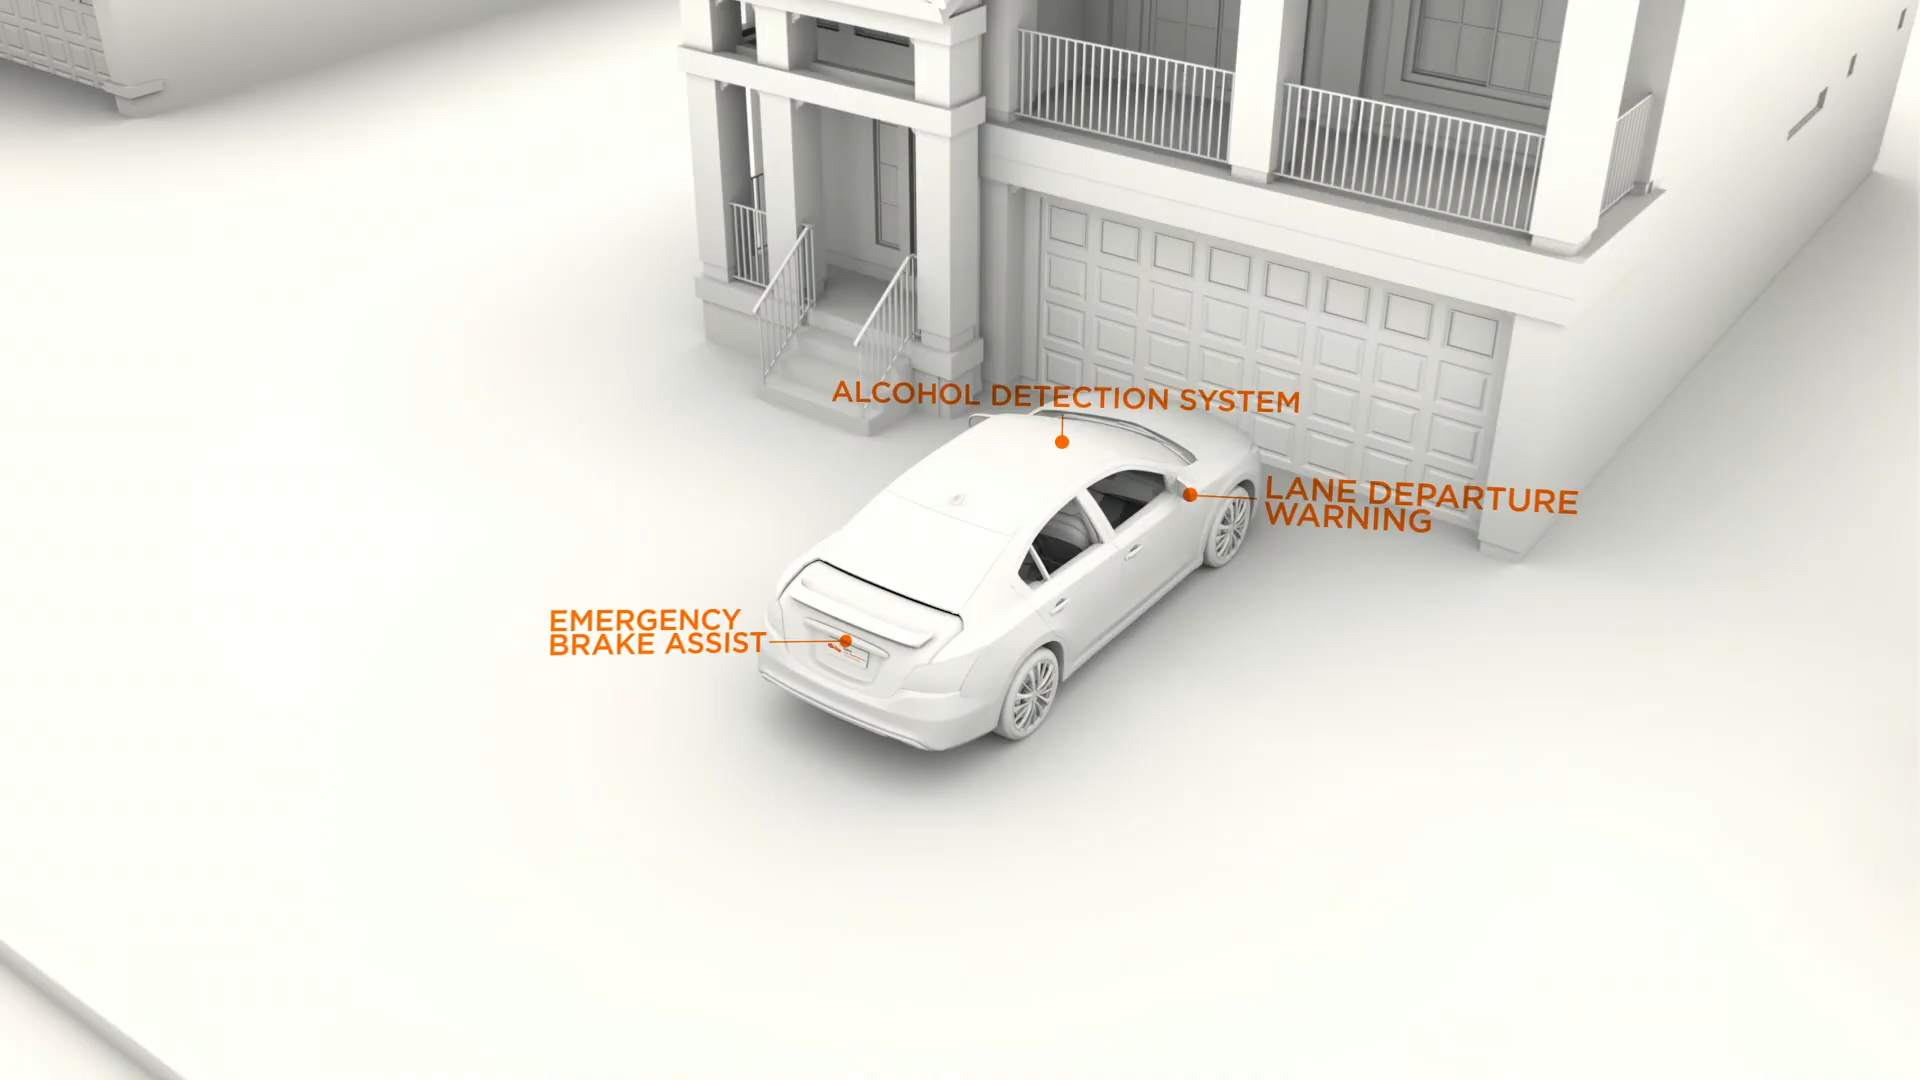 ALCOHOL DETECTION SYSTEM
LANE DEPARTURE
WARNING
EMERGENCY
BRAKE ASSIST